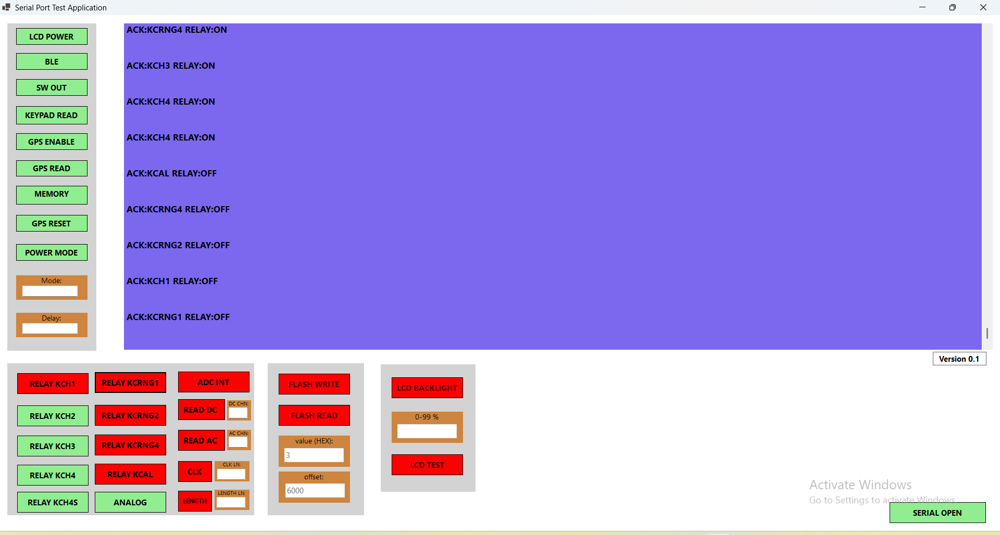 Serial Port Test Application
LCD POWER
BLE
SW OUT
KEYPAD READ
GPS ENABLE
GPS READ
MEMORY
GPS RESET
POWER MODE
Mode:
Delay:
ACK:KCRNG4 RELAY:ON
ACK:KCH3 RELAY:ON
ACK:KCH4 RELAY:ON
ACK:KCH4 RELAY:ON
ACK:KCAL RELAY:OFF
ACK:KCRNG4 RELAY:OFF
ACK:KCRNG2 RELAY:OFF
ACK:KCH1 RELAY:OFF
ACK:KCRNG1 RELAY:OFF
Version 0.1
RELAY KCH1
RELAY KCH2
RELAY KCH3
RELAY KCH4
RELAY KCH4S
RELAY KCRNG1
RELAY KCRNG2
RELAY KCRNG4
RELAY KCAL
ANALOG
ADC INT
READ DC
DC CHN:
READ AC
AC CHN:
CLK
CLK LN:
LENGTH
LENGTH LN:
FLASH WRITE
FLASH READ
value (HEX):
3
offset:
6000
LCD BACKLIGHT
0-99 %
LCD TEST
Activate Windows
Go to Settings to activate Windows.
SERIAL OPEN